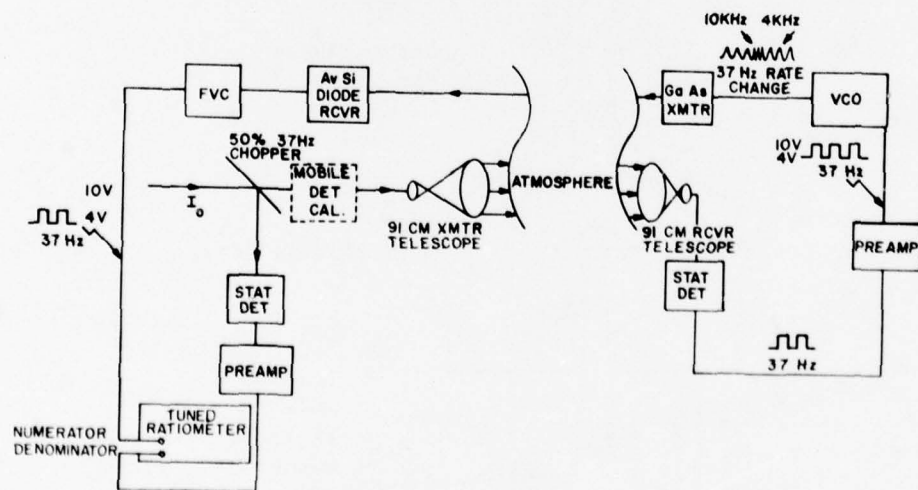 10KHz 4KHz
37 Hz RATE
CHANGE
FVC
Av Si
DIODE
RCVR
Ga As
XMTR
VCO
50% 37Hz
CHOPPER
10V
4V
37 Hz
I₀
MOBILE
DET
CAL.
ATMOSPHERE
91 CM XMTR
TELESCOPE
91 CM RCVR
TELESCOPE
10V
4V
37 Hz
PREAMP
STAT
DET
STAT
DET
PREAMP
37 Hz
TUNED
RATIOMETER
NUMERATOR
DENOMINATOR